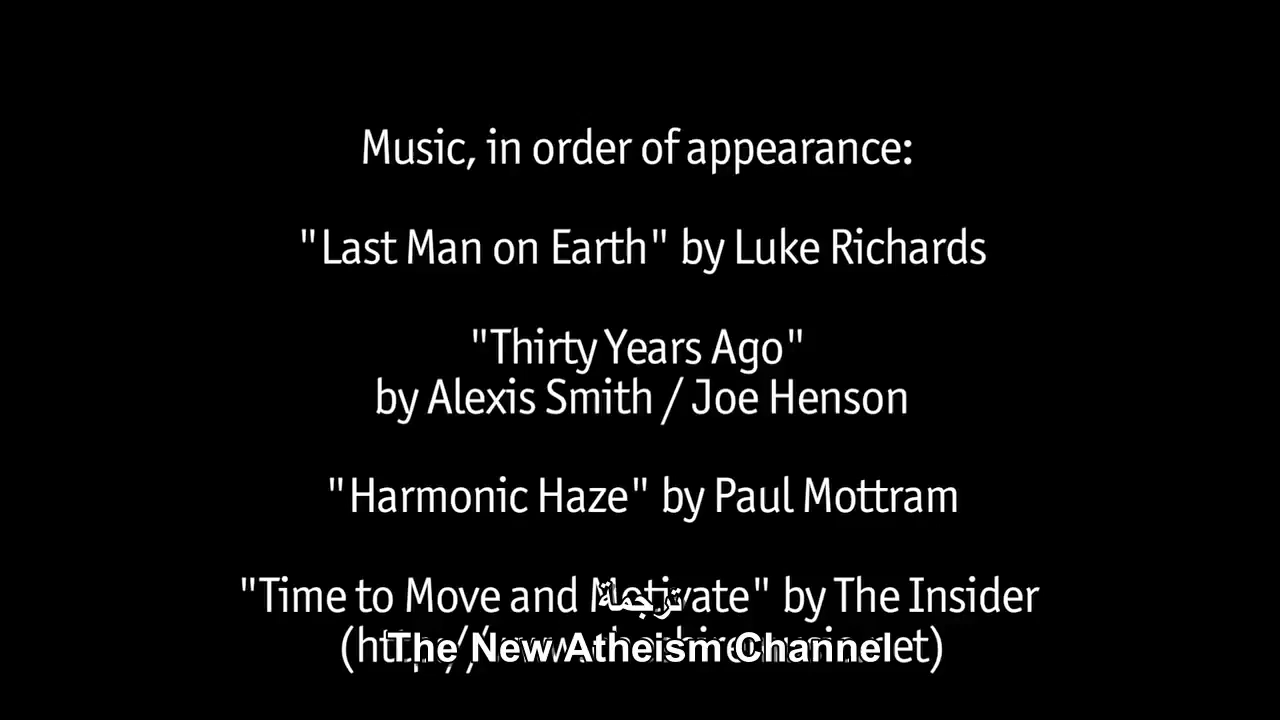 Music, in order of appearance:
"Last Man on Earth" by Luke Richards
"Thirty Years Ago"
by Alexis Smith / Joe Henson
"Harmonic Haze" by Paul Mottram
"Time to Move and Motivate" by The Insider
ترجمة
The New Atheism Channel